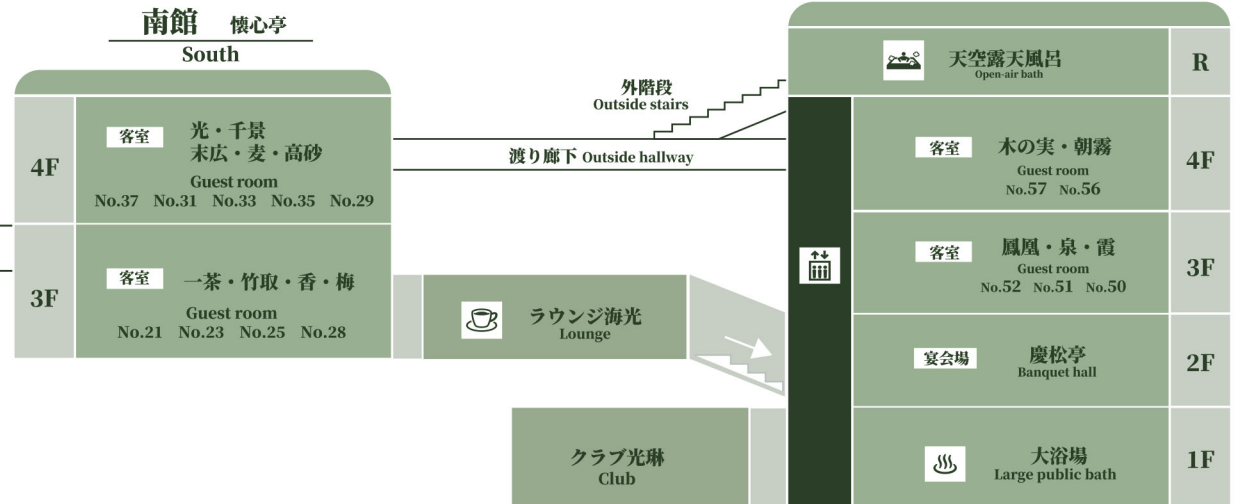 南館 懐心亭
South
4F
客室
光・千景
末広・麦・高砂
Guest room
No.37 No.31 No.33 No.35 No.29
3F
客室
一茶・竹取・香・梅
Guest room
No.21 No.23 No.25 No.28
外階段
Outside stairs
渡り廊下 Outside hallway
ラウンジ海光
Lounge
クラブ光琳
Club
天空露天風呂
Open-air bath
R
客室
木の実・朝霧
Guest room
No.57 No.56
4F
客室
鳳凰・泉・霞
Guest room
No.52 No.51 No.50
3F
宴会場
慶松亭
Banquet hall
2F
大浴場
Large public bath
1F